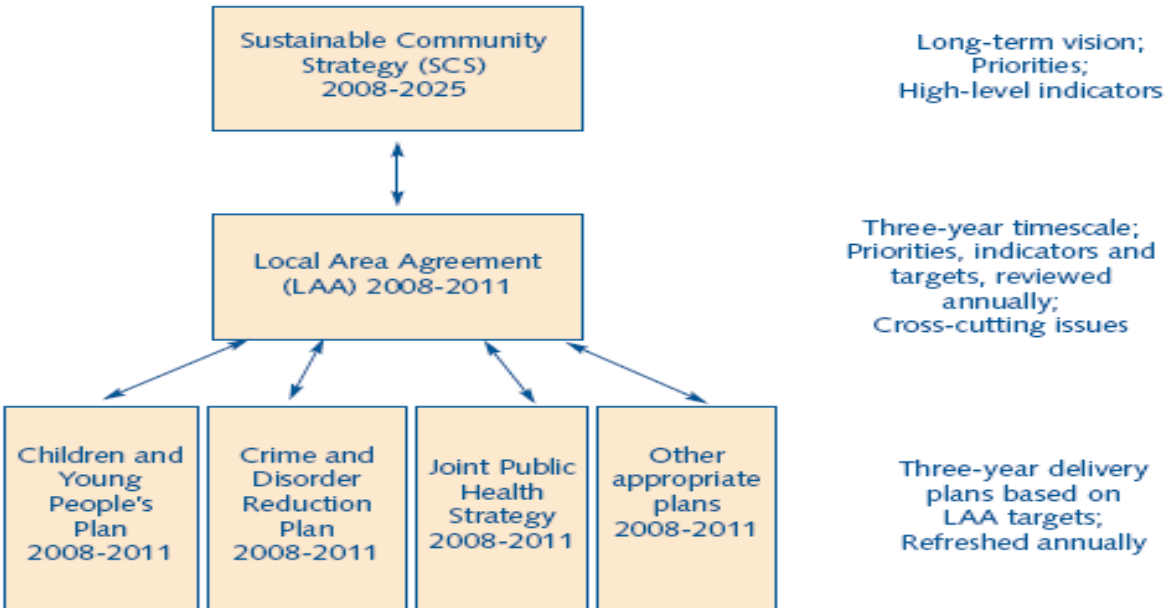 Sustainable Community
Strategy (SCS)
2008-2025
Long-term vision;
Priorities;
High-level indicators
Local Area Agreement
(LAA) 2008-2011
Three-year timescale;
Priorities, indicators and
targets, reviewed
annually;
Cross-cutting issues
Children and
Young
People's
Plan
2008-2011
Crime and
Disorder
Reduction
Plan
2008-2011
Joint Public
Health
Strategy
2008-2011
Other
appropriate
plans
2008-2011
Three-year delivery
plans based on
LAA targets;
Refreshed annually